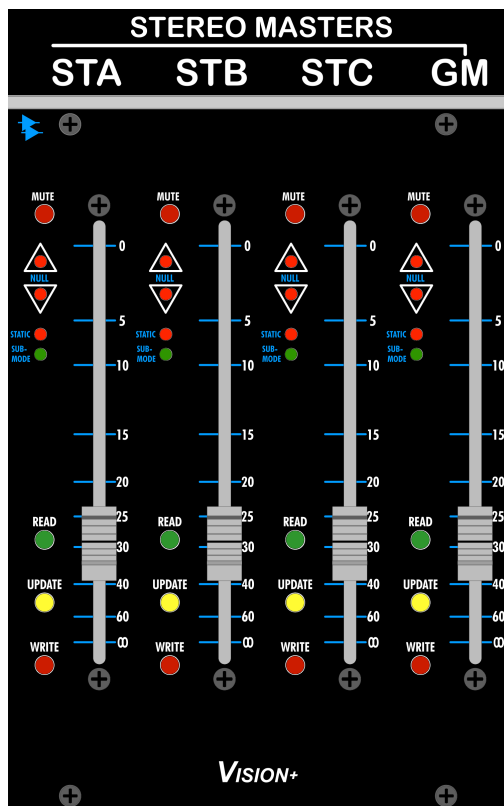 STEREO MASTERS
STA STB STC GM
MUTE MUTE MUTE MUTE
0 0 0 0
NULL NULL NULL NULL
5 5 5 5
STATIC STATIC STATIC STATIC
SUB-MODE SUB-MODE SUB-MODE SUB-MODE
10 10 10 10
15 15 15 15
20 20 20 20
25 25 25 25
READ READ READ READ
30 30 30 30
40 40 40 40
UPDATE UPDATE UPDATE UPDATE
60 60 60 60
∞ ∞ ∞ ∞
WRITE WRITE WRITE WRITE
VISION+